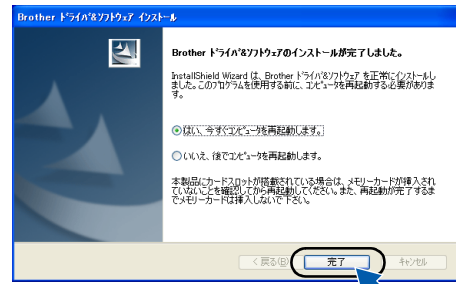 Brother ﾄﾞﾗｲﾊﾞ&ｿﾌﾄｳｪｱ ｲﾝｽﾄｰﾙ
Brother ﾄﾞﾗｲﾊﾞ&ｿﾌﾄｳｪｱのインストールが完了しました。
InstallShield Wizard は、Brother ﾄﾞﾗｲﾊﾞ&ｿﾌﾄｳｪｱ を正常にインストールし
ました。このプログラムを使用する前に、コンピュータを再起動する必要がありま
す。
はい、今すぐコンピュータを再起動します。
いいえ、後でコンピュータを再起動します。
本製品にカードスロットが搭載されている場合は、メモリーカードが挿入され
ていないことを確認してから再起動してください。また、再起動が完了するま
でメモリーカードは挿入しないで下さい。
< 戻る(B)
完了
キャンセル